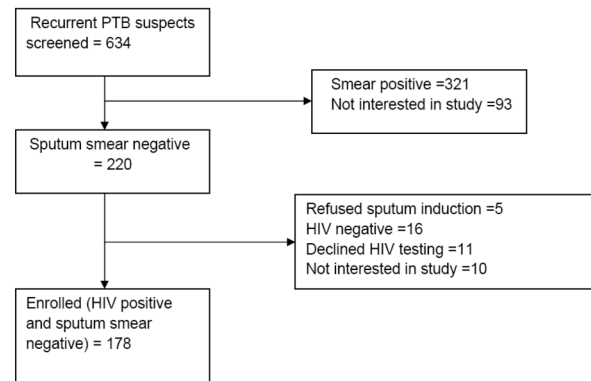 Recurrent PTB suspects
screened = 634
Smear positive =321
Not interested in study =93
Sputum smear negative
= 220
Refused sputum induction =5
HIV negative =16
Declined HIV testing =11
Not interested in study =10
Enrolled (HIV positive
and sputum smear
negative) = 178